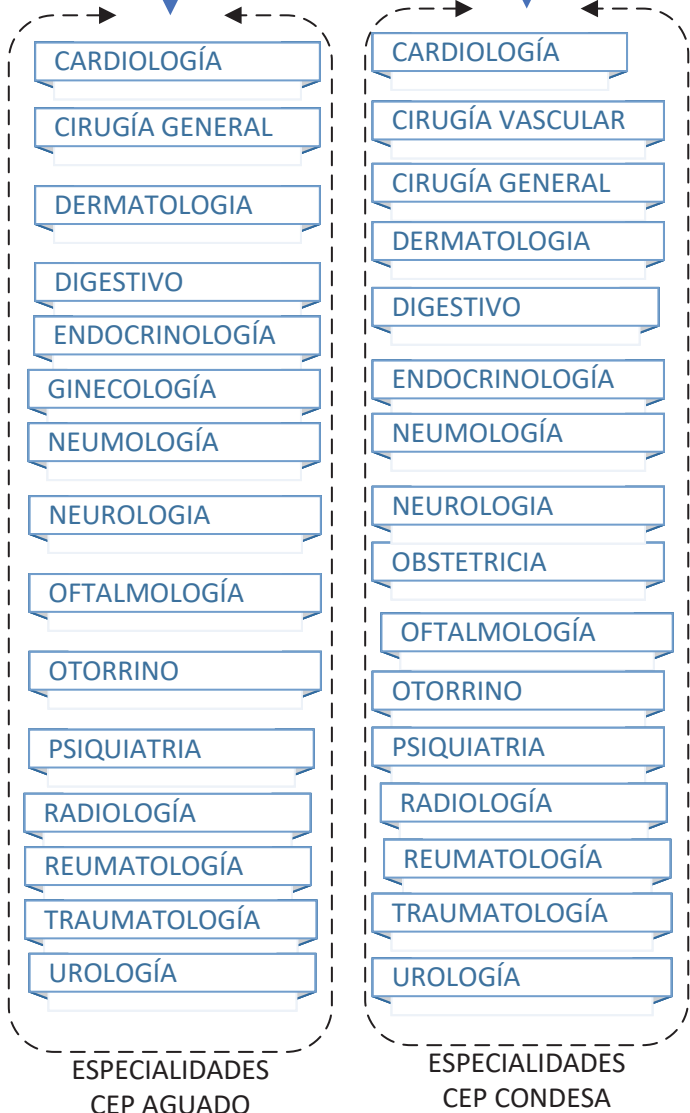 CARDIOLOGÍA
CIRUGÍA GENERAL
DERMATOLOGIA
DIGESTIVO
ENDOCRINOLOGÍA
GINECOLOGÍA
NEUMOLOGÍA
NEUROLOGIA
OFTALMOLOGÍA
OTORRINO
PSIQUIATRIA
RADIOLOGÍA
REUMATOLOGÍA
TRAUMATOLOGÍA
UROLOGÍA
ESPECIALIDADES
CEP AGUADO
CARDIOLOGÍA
CIRUGÍA VASCULAR
CIRUGÍA GENERAL
DERMATOLOGIA
DIGESTIVO
ENDOCRINOLOGÍA
NEUMOLOGÍA
NEUROLOGIA
OBSTETRICIA
OFTALMOLOGÍA
OTORRINO
PSIQUIATRIA
RADIOLOGÍA
REUMATOLOGÍA
TRAUMATOLOGÍA
UROLOGÍA
ESPECIALIDADES
CEP CONDESA